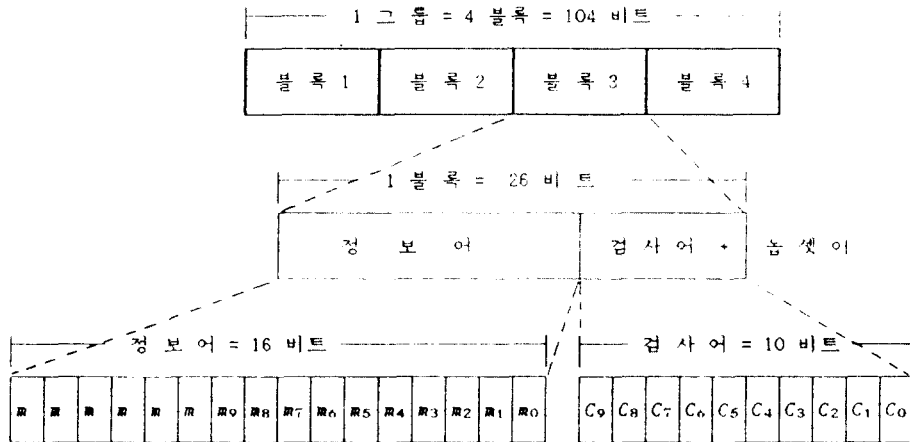 1 그 룹 = 4 블록 = 104 비트
블 록 1 블 록 2 블 록 3 블 록 4
1 블 록 = 26 비 트
정 보 어 검 사 어 +
정 보 어 = 16 비트 검 사 어 = 10 비트
m m m m m m m9 m8 m7 m6 m5 m4 m3 m2 m1 m0 C9 C8 C7 C6 C5 C4 C3 C2 C1 C0